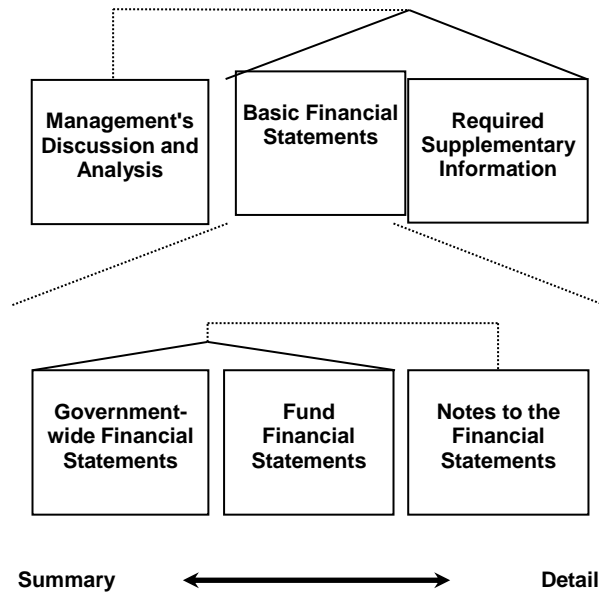 Management's
Discussion and
Analysis
Basic Financial
Statements
Required
Supplementary
Information
Government-
wide Financial
Statements
Fund
Financial
Statements
Notes to the
Financial
Statements
Summary
Detail